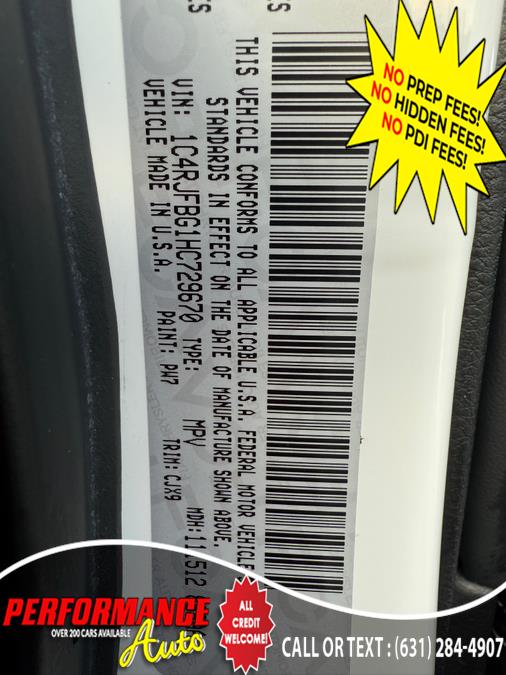 THIS VEHICLE CONFORMS TO ALL APPLICABLE U.S.A. FEDERAL MOTOR VEHICLE
STANDARDS IN EFFECT ON THE DATE OF MANUFACTURE SHOWN ABOVE.
VIN: 1C4RJFBG1HC729670 TYPE: MPV MDH: 11 1512
VEHICLE MADE IN U.S.A. PAINT: PW7 TRIM: CJX9
NO PREP FEES!
NO HIDDEN FEES!
NO PDI FEES!
PERFORMANCE
OVER 200 CARS AVAILABLE
Auto
ALL
CREDIT
WELCOME!
CALL OR TEXT : (631) 284-4907